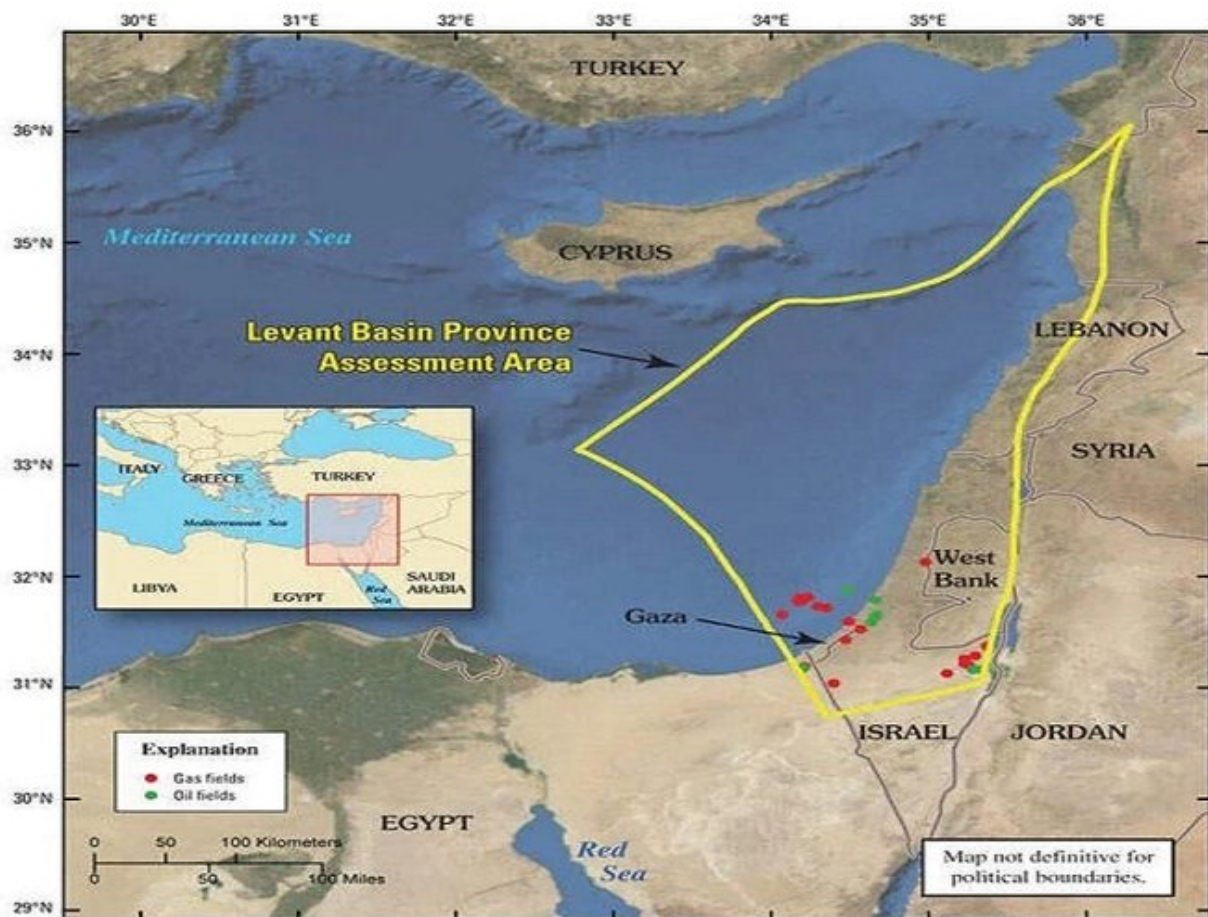 30°E 31°E 32°E 33°E 34°E 35°E 36°E
TURKEY
36°N
35°N
Mediterranean Sea
CYPRUS
Levant Basin Province
Assessment Area
34°N
LEBANON
33°N
SYRIA
ITALY
GREECE
TURKEY
Mediterranean Sea
LIBYA
EGYPT
Red
Sea
SAUDI
ARABIA
32°N
West
Bank
Gaza
31°N
ISRAEL
JORDAN
Explanation
Gas fields
Oil fields
30°N
EGYPT
0 50 100 Kilometers
0 50 100 Miles
Red
Sea
Map not definitive for
political boundaries.
29°N